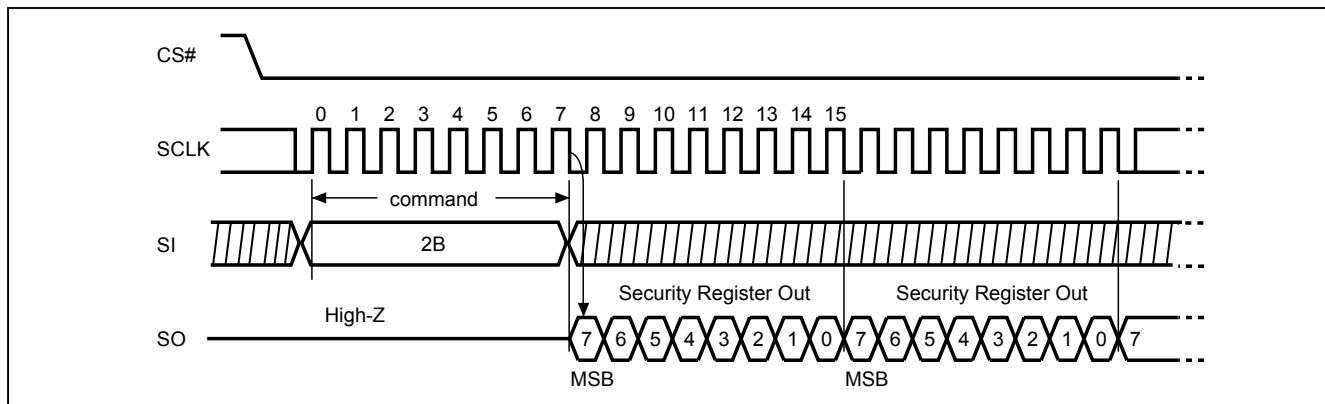 CS#
0 1 2 3 4 5 6 7 8 9 10 11 12 13 14 15
SCLK
command
SI
2B
Security Register Out Security Register Out
High-Z
SO
7 6 5 4 3 2 1 0 7 6 5 4 3 2 1 0 7
MSB MSB